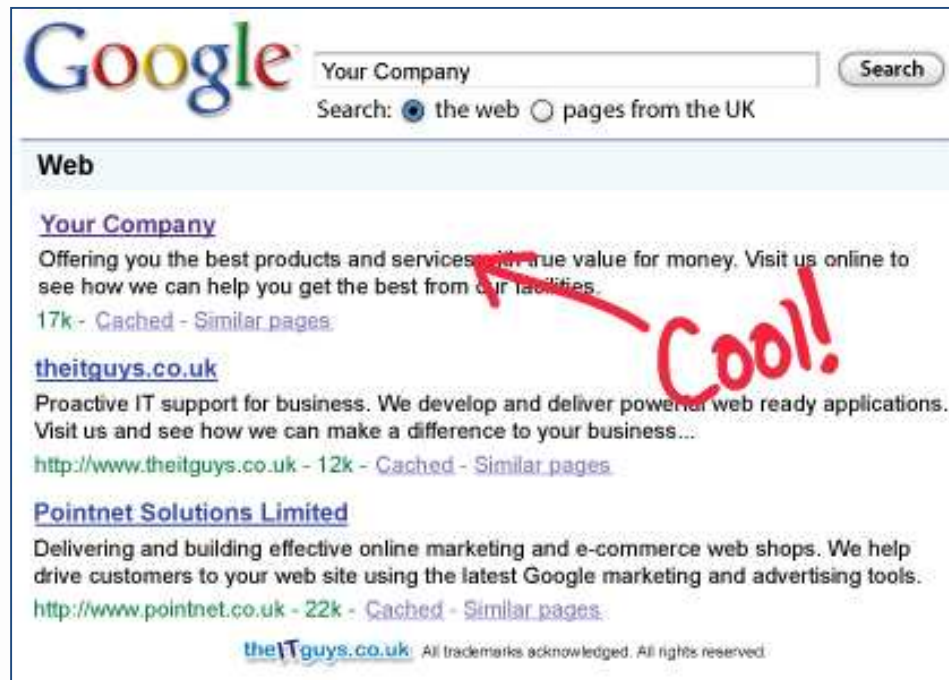 Google
Your Company
Search
Search: the web pages from the UK
Web
Your Company
Offering you the best products and services with true value for money. Visit us online to
see how we can help you get the best from our facilities.
17k - Cached - Similar pages
Cool!
theitguys.co.uk
Proactive IT support for business. We develop and deliver powerful web ready applications.
Visit us and see how we can make a difference to your business...
http://www.theitguys.co.uk - 12k - Cached - Similar pages
Pointnet Solutions Limited
Delivering and building effective online marketing and e-commerce web shops. We help
drive customers to your web site using the latest Google marketing and advertising tools.
http://www.pointnet.co.uk - 22k - Cached - Similar pages
theITguys.co.uk All trademarks acknowledged. All rights reserved.